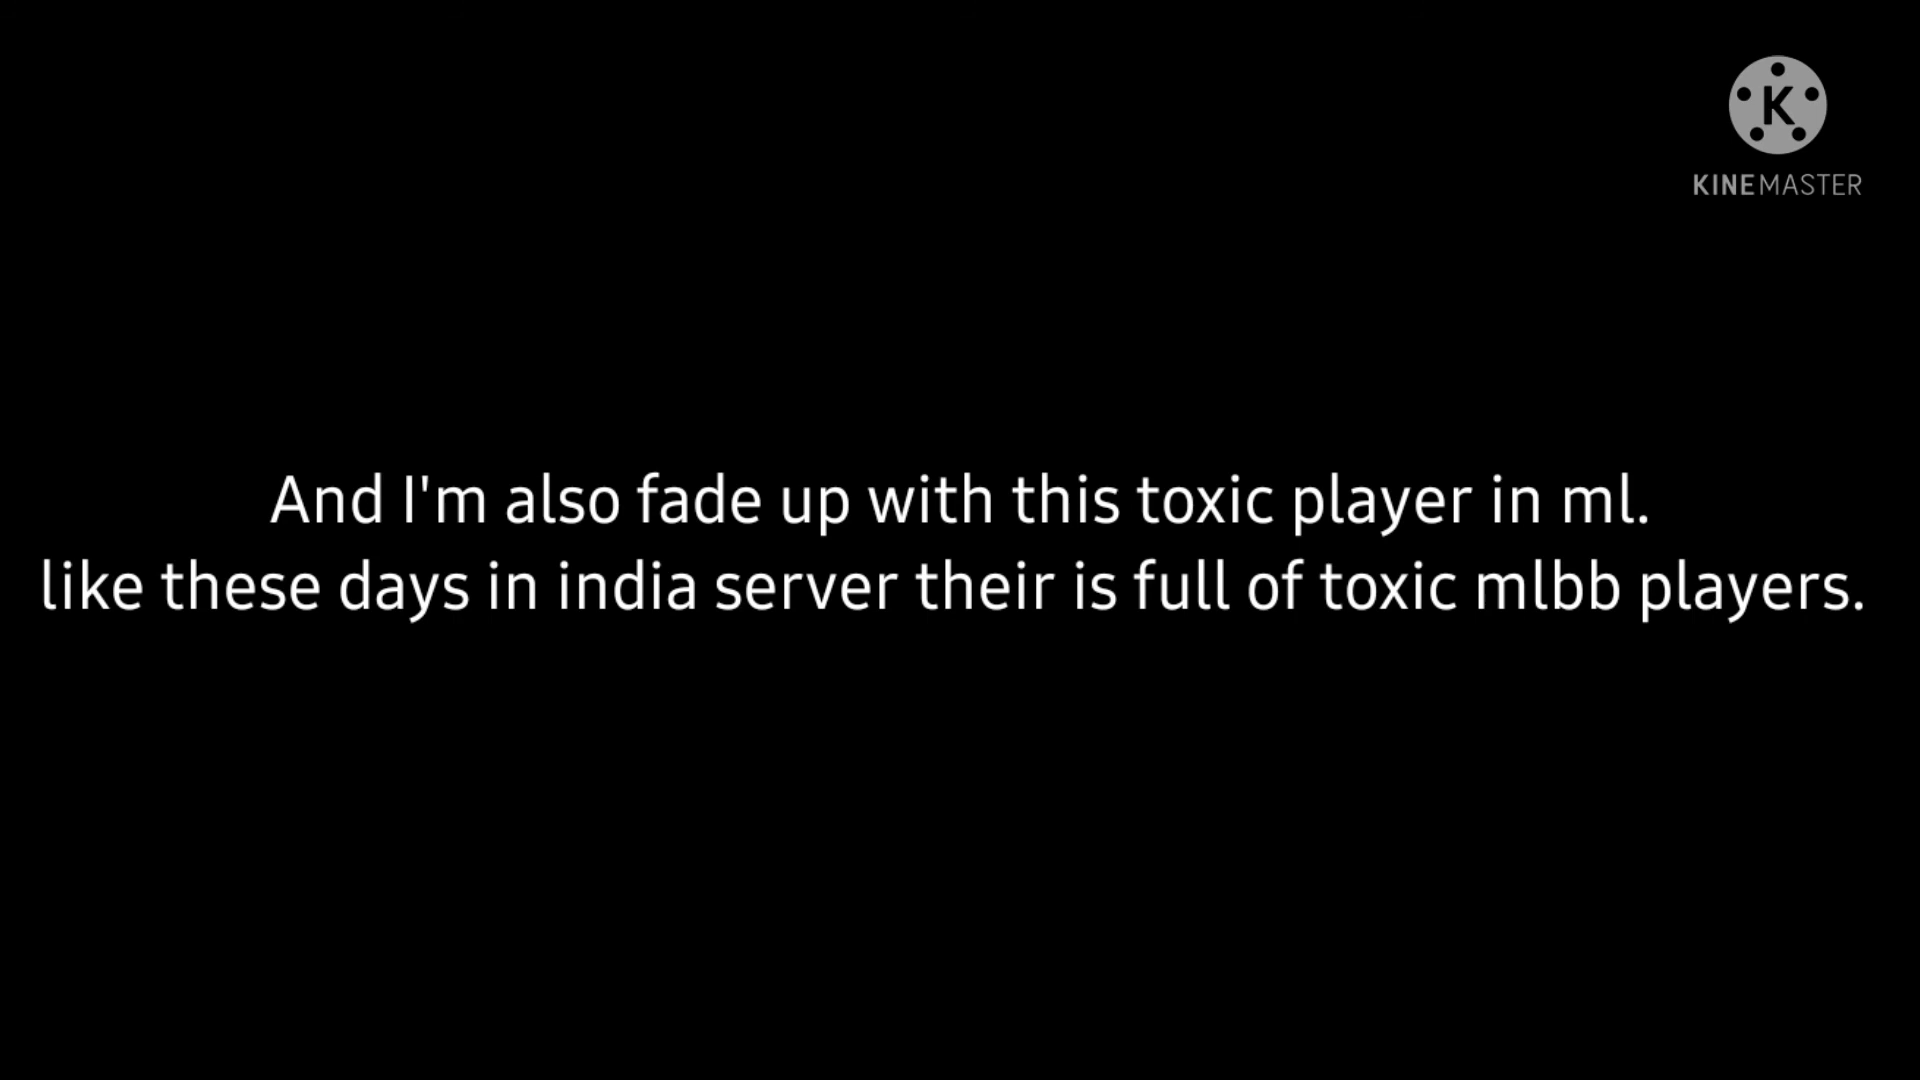 K
KINEMASTER
And I'm also fade up with this toxic player in ml.
like these days in india server their is full of toxic mlbb players.